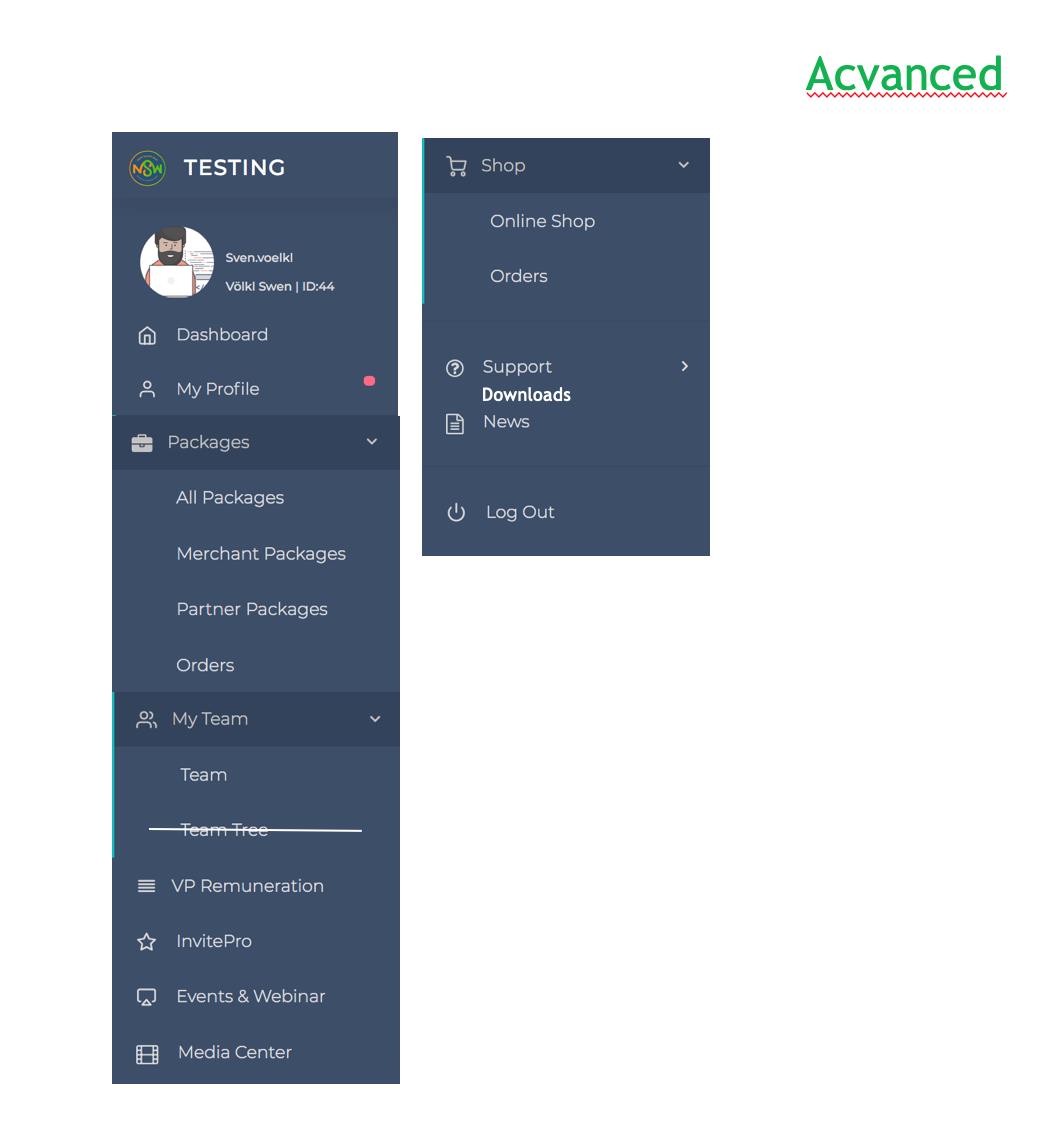 Acvanced
NSW
TESTING
Sven.voelkl
Völkl Swen | ID:44
Dashboard
My Profile
Packages
All Packages
Merchant Packages
Partner Packages
Orders
My Team
Team
Team Tree
VP Remuneration
InvitePro
Events & Webinar
Media Center
Shop
Online Shop
Orders
Support
Downloads
News
Log Out